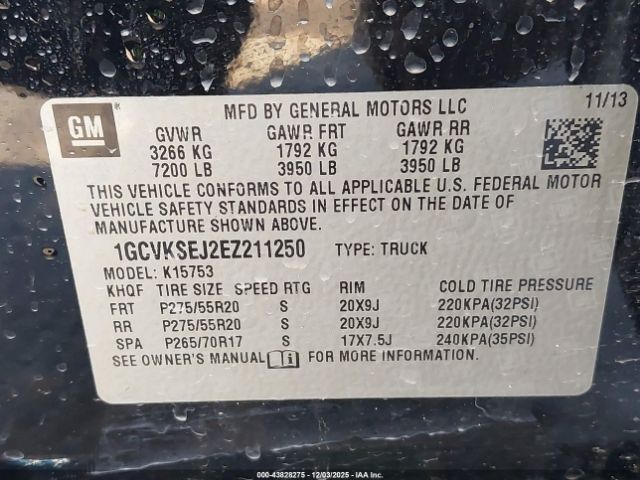 MFD BY GENERAL MOTORS LLC 11/13
GM
GVWR GAWR FRT GAWR RR
3266 KG 1792 KG 1792 KG
7200 LB 3950 LB 3950 LB
THIS VEHICLE CONFORMS TO ALL APPLICABLE U.S. FEDERAL MOTOR
VEHICLE SAFETY STANDARDS IN EFFECT ON THE DATE OF
MANUFACTURE SHOWN ABOVE.
1GCVKSEJ2EZ211250 TYPE: TRUCK
MODEL: K15753
KHQF TIRE SIZE SPEED RTG RIM COLD TIRE PRESSURE
FRT P275/55R20 S 20X9J 220KPA(32PSI)
RR P275/55R20 S 20X9J 220KPA(32PSI)
SPA P265/70R17 S 17X7.5J 240KPA(35PSI)
SEE OWNER'S MANUAL i FOR MORE INFORMATION.
000-43828275 - 12/03/2025 - IAA Inc.